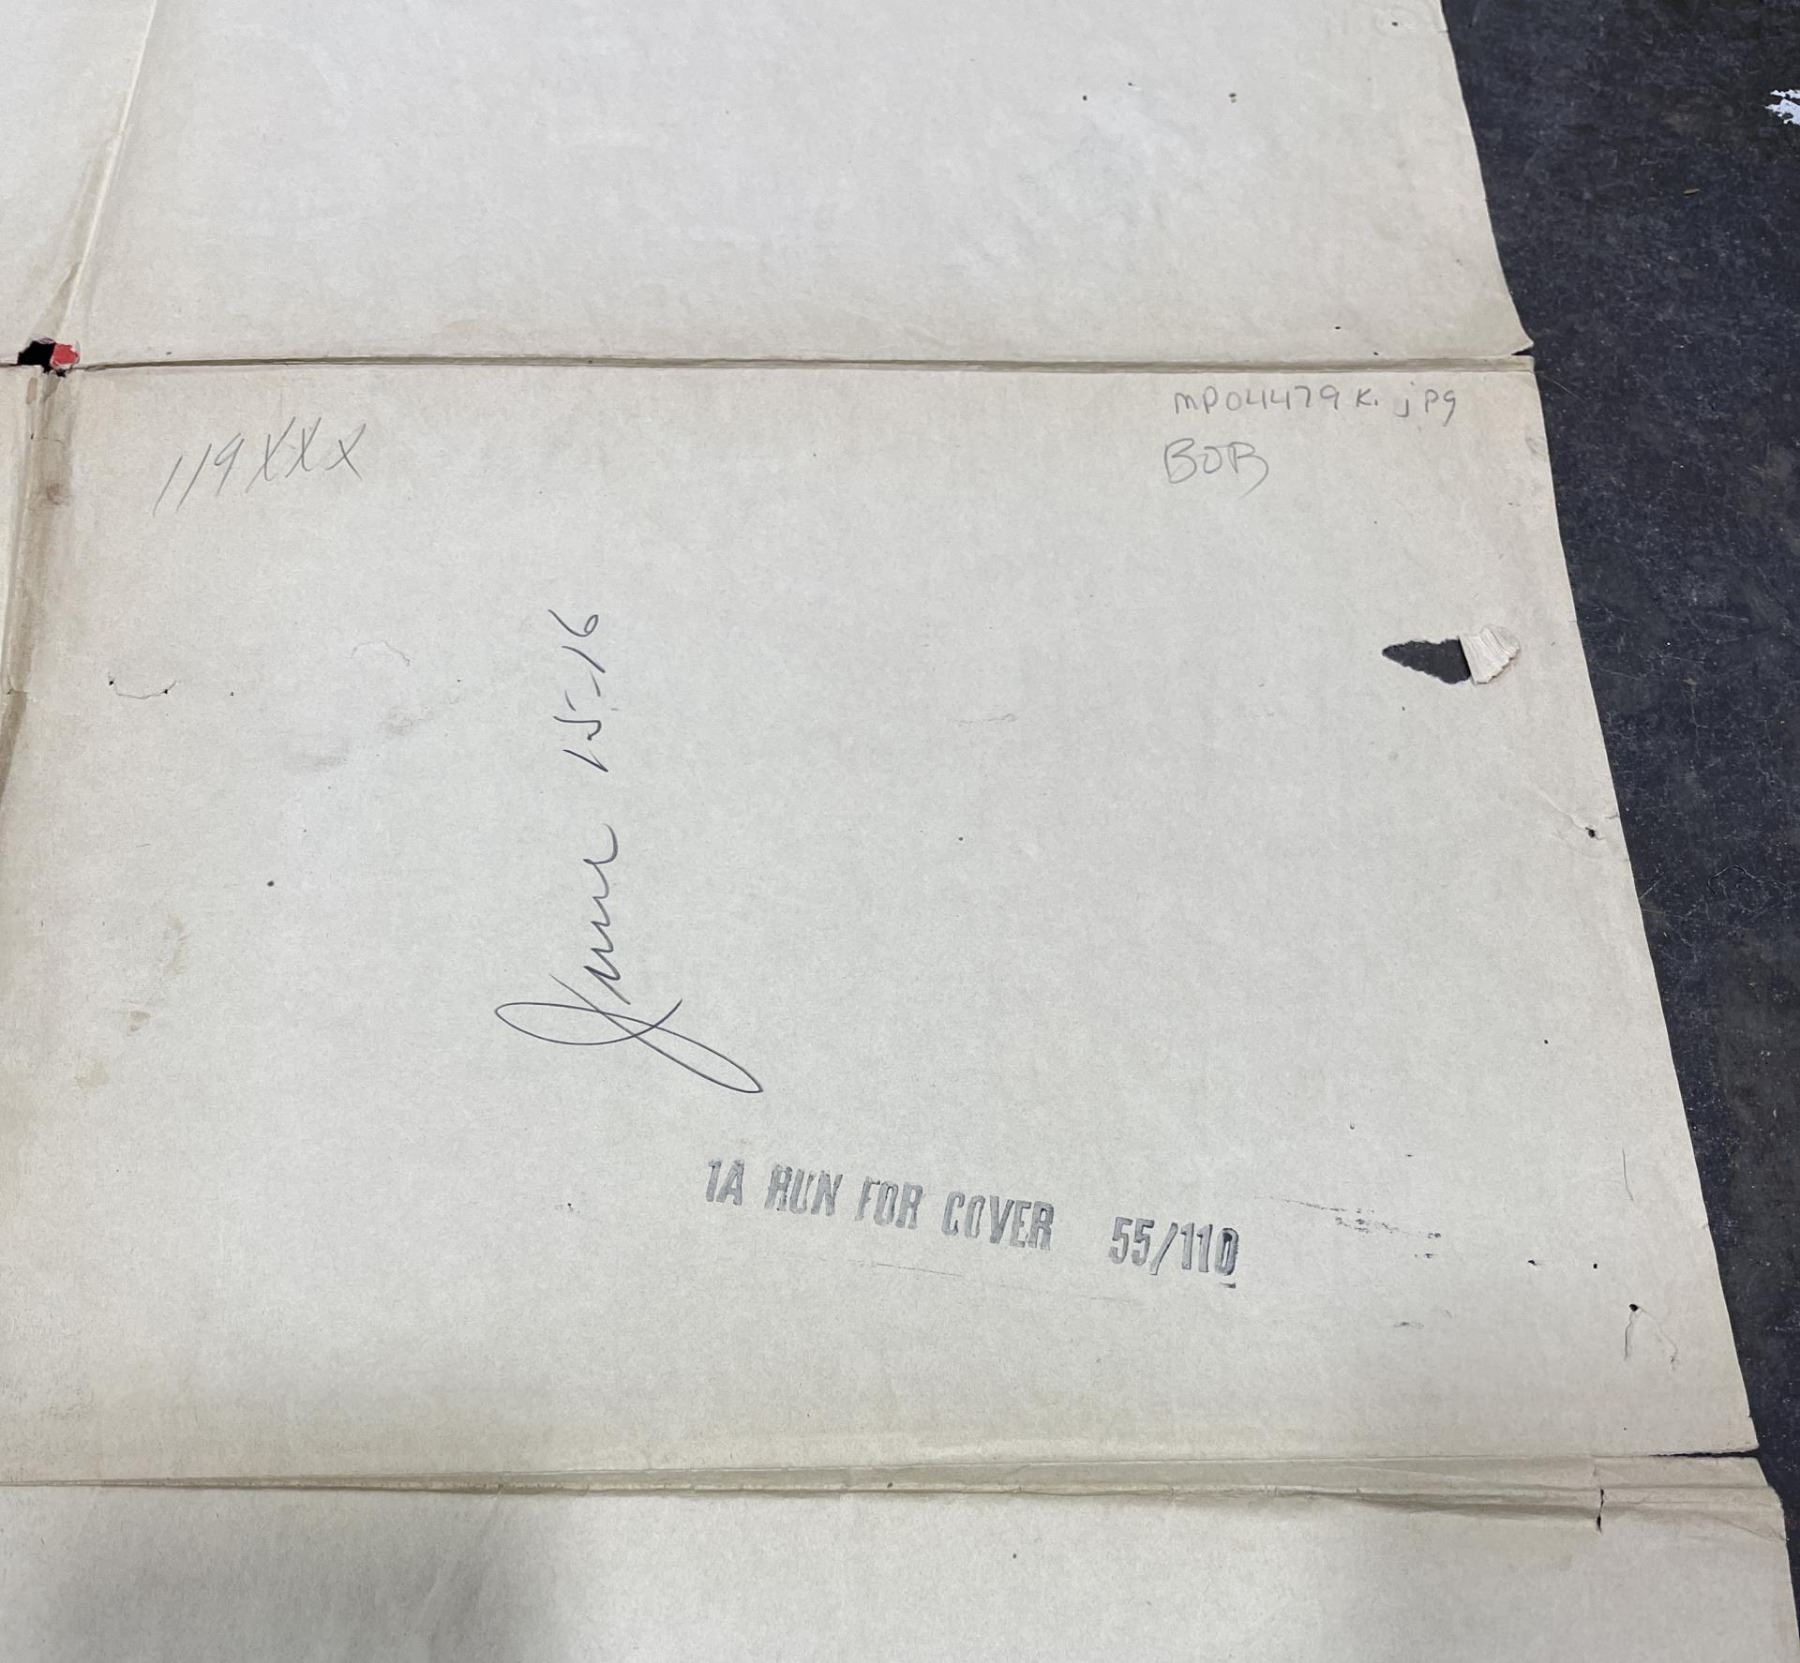 mp04479k.jpg
119XXX
BOB
June 15-16
1A RUN FOR COVER 55/110